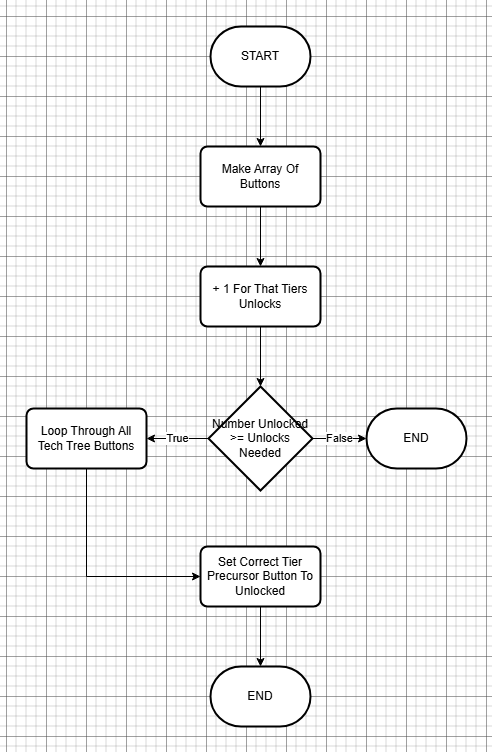 START
Make Array Of
Buttons
+ 1 For That Tiers
Unlocks
Number Unlocked
>= Unlocks
Needed
True
False
Loop Through All
Tech Tree Buttons
END
Set Correct Tier
Precursor Button To
Unlocked
END